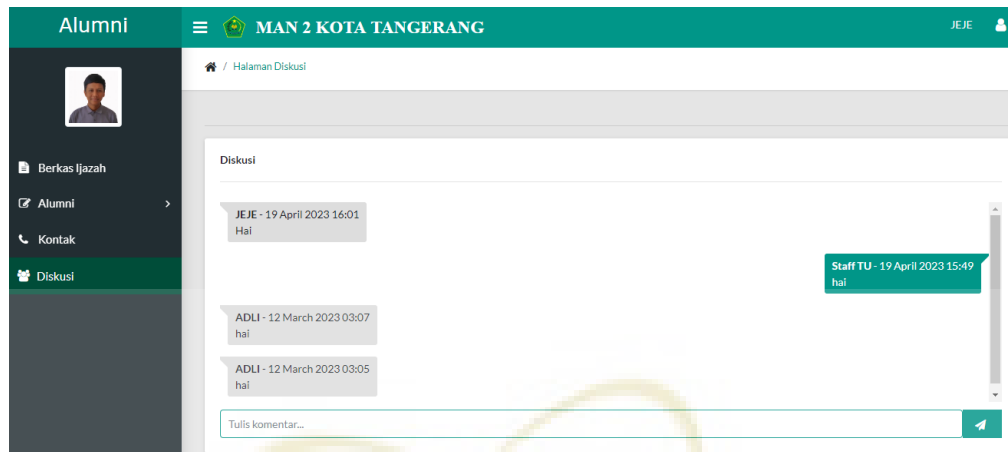 Alumni
MAN 2 KOTA TANGERANG
JEJE
/ Halaman Diskusi
Berkas Ijazah
Alumni
Kontak
Diskusi
Diskusi
JEJE - 19 April 2023 16:01
Hai
Staff TU - 19 April 2023 15:49
hai
ADLI - 12 March 2023 03:07
hai
ADLI - 12 March 2023 03:05
hai
Tulis komentar...